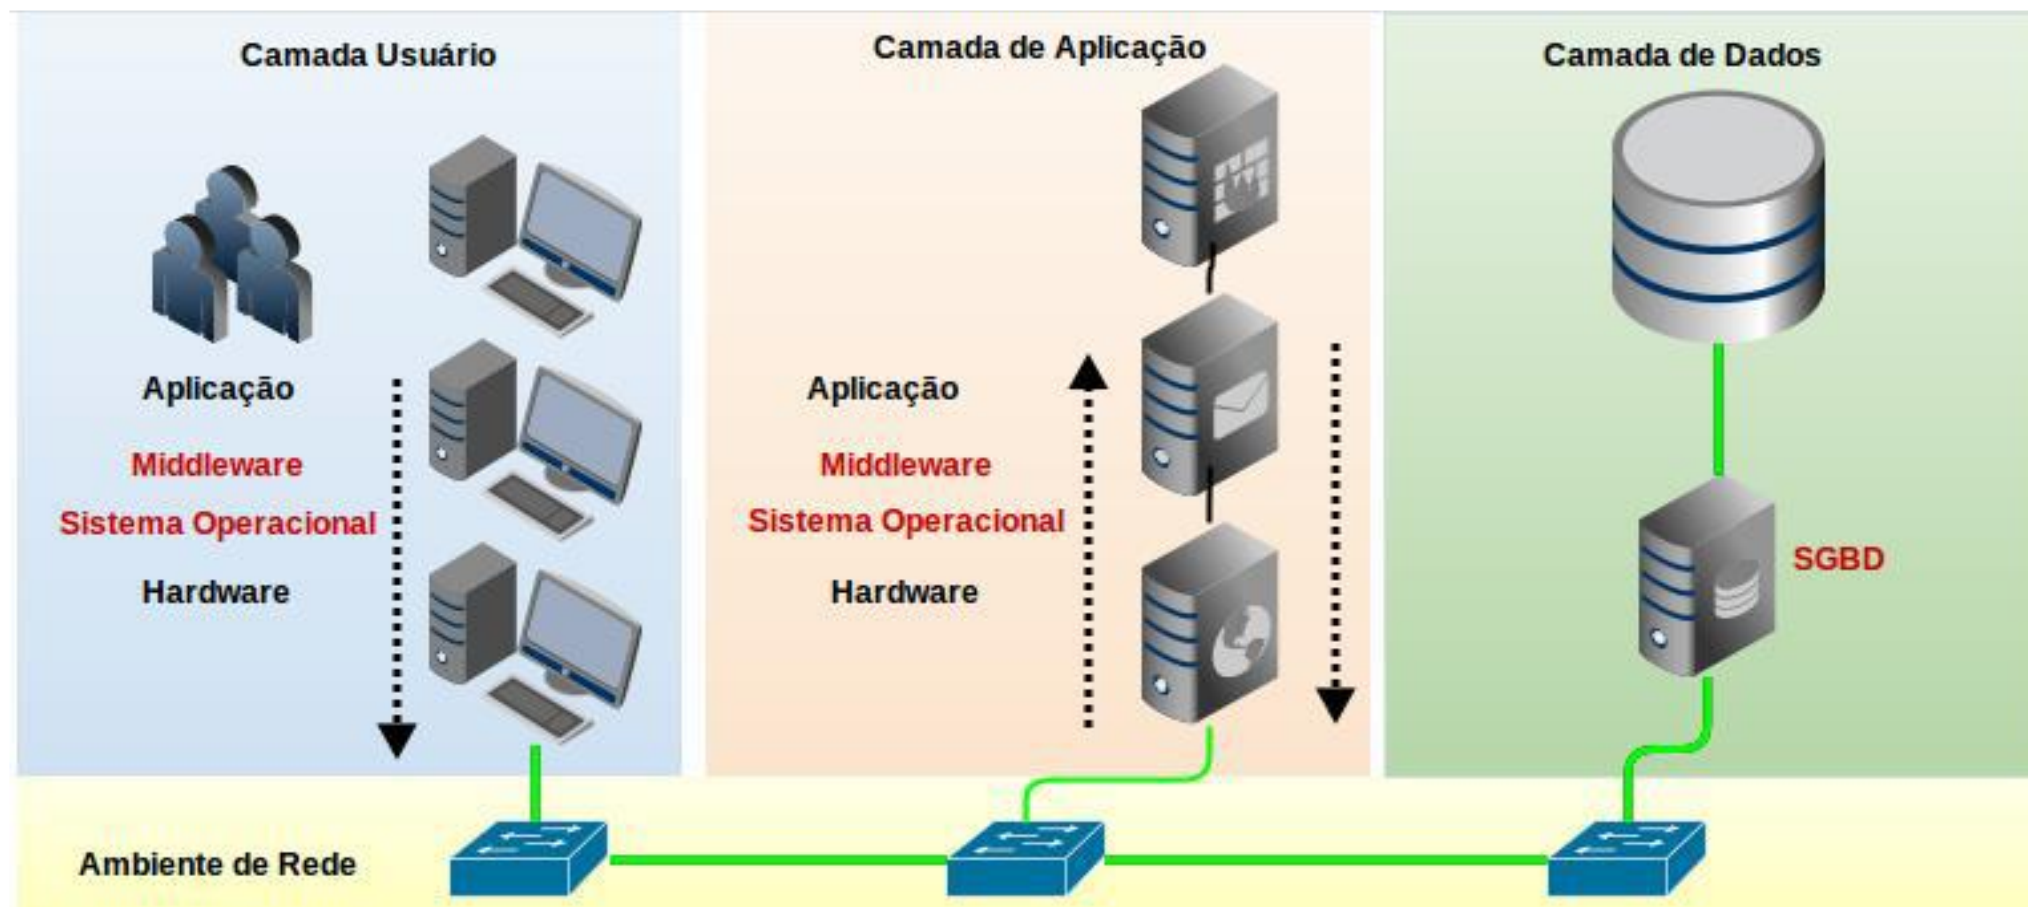 Camada Usuário
Aplicação
Middleware
Sistema Operacional
Hardware
Camada de Aplicação
Aplicação
Middleware
Sistema Operacional
Hardware
Camada de Dados
SGBD
Ambiente de Rede